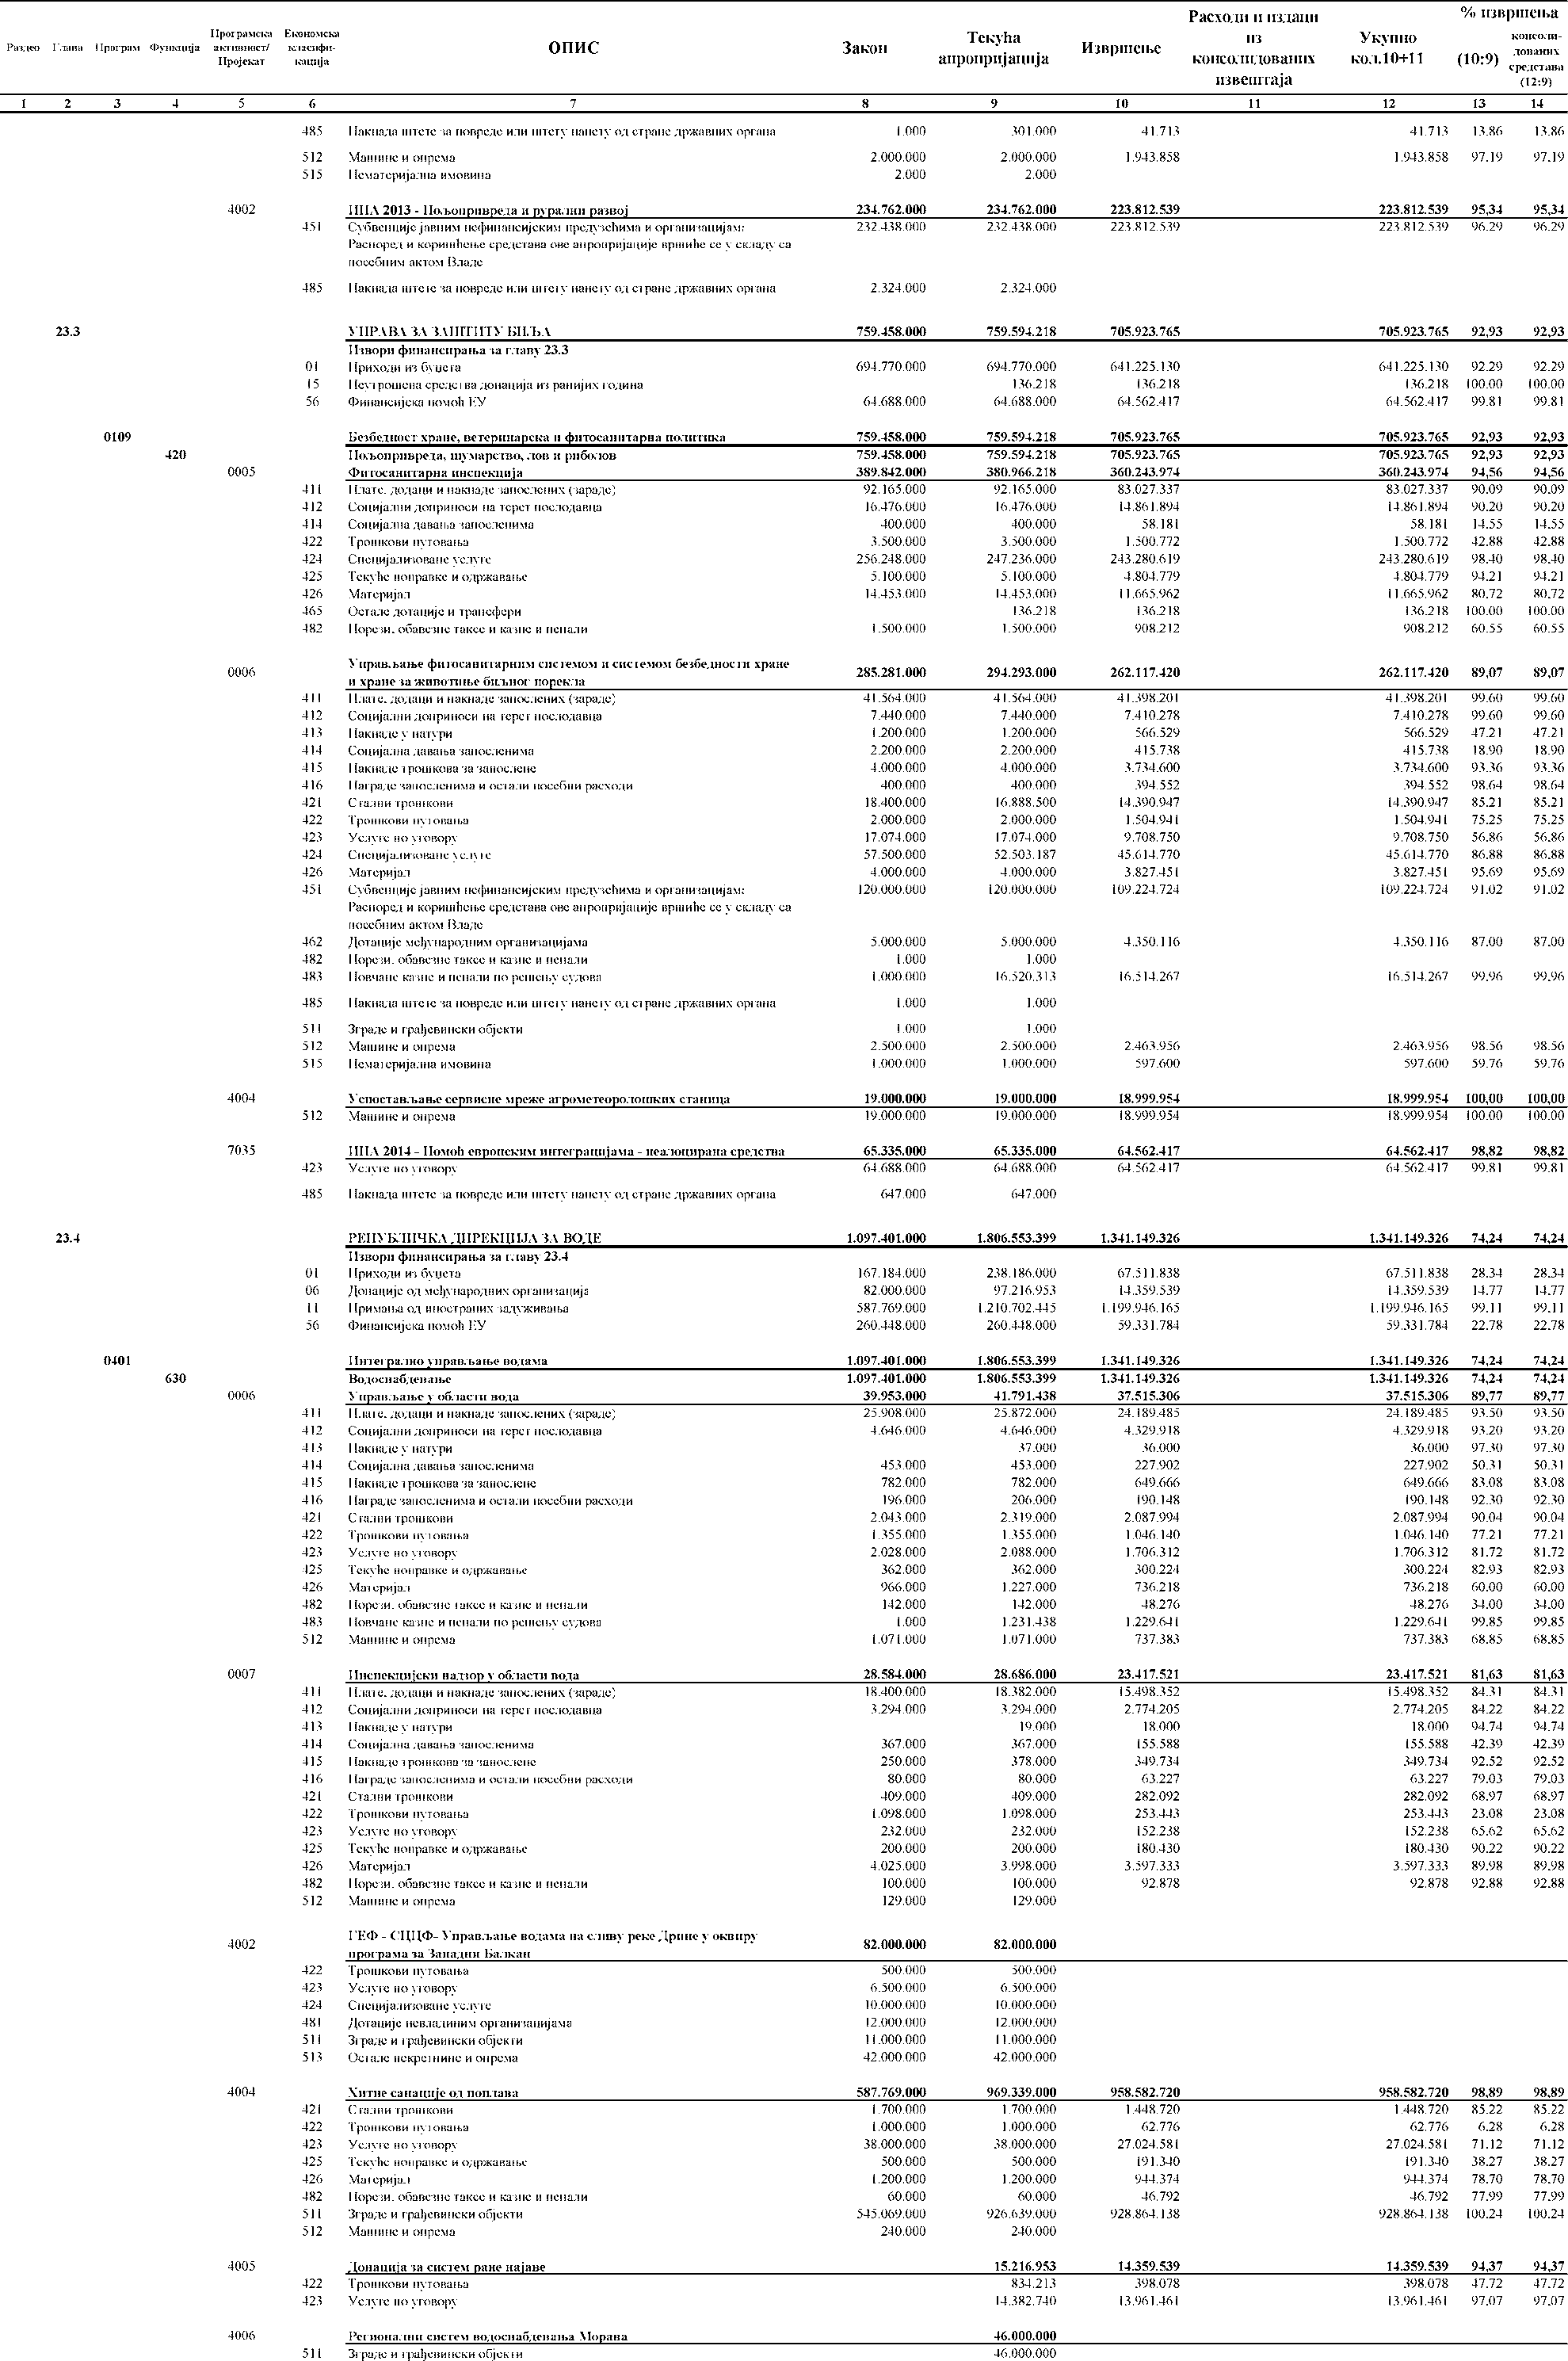 Раздео Глава Програм Функција Програмска активност/ Пројекат Економска класифи- кација ОПИС Закон Текућа апропријација Извршење Расходи и издаци из консолидованих извештаја Укупно кол.10+11 % извршења (10:9) консоли- дованих средстава (12:9)
1 2 3 4 5 6 7 8 9 10 11 12 13 14
485 Накнада штете за повреде или штету нанету од стране државних органа 1.000 301.000 41.713 41.713 13.86 13.86
512 Машине и опрема 2.000.000 2.000.000 1.943.858 1.943.858 97.19 97.19
515 Нематеријална имовина 2.000 2.000
4002 ИПА 2013 - Пољопривреда и рурални развој 234.762.000 234.762.000 223.812.539 223.812.539 95,34 95,34
451 Субвенције јавним нефинансијским предузећима и организацијам: 232.438.000 232.438.000 223.812.539 223.812.539 96.29 96.29
Распоред и коришћење средстава ове апропријације вршиће се у складу са
посебним актом Владе
485 Накнада штете за повреде или штету нанету од стране државних органа 2.324.000 2.324.000
23.3 УПРАВА ЗА ЗАШТИТУ БИЉА 759.458.000 759.594.218 705.923.765 705.923.765 92,93 92,93
Извори финансирања за главу 23.3
01 Приходи из буџета 694.770.000 694.770.000 641.225.130 641.225.130 92.29 92.29
15 Неутрошена средства донација из ранијих година 136.218 136.218 136.218 100.00 100.00
56 Финансијска помоћ ЕУ 64.688.000 64.688.000 64.562.417 64.562.417 99.81 99.81
0109 Безбедност хране, ветеринарска и фитосанитарна политика 759.458.000 759.594.218 705.923.765 705.923.765 92,93 92,93
420 Пољопривреда, шумарство, лов и риболов 759.458.000 759.594.218 705.923.765 705.923.765 92,93 92,93
0005 Фитосанитарна инспекција 389.842.000 380.966.218 360.243.974 360.243.974 94,56 94,56
411 Плате, додаци и накнаде запослених (зараде) 92.165.000 92.165.000 83.027.337 83.027.337 90.09 90.09
412 Социјални доприноси на терет послодавца 16.476.000 16.476.000 14.861.894 14.861.894 90.20 90.20
414 Социјална давања запосленима 400.000 400.000 58.181 58.181 14.55 14.55
422 Трошкови путовања 3.500.000 3.500.000 1.500.772 1.500.772 42.88 42.88
424 Специјализоване услуге 256.248.000 247.236.000 243.280.619 243.280.619 98.40 98.40
425 Текуће поправке и одржавање 5.100.000 5.100.000 4.804.779 4.804.779 94.21 94.21
426 Материјал 14.453.000 14.453.000 11.665.962 11.665.962 80.72 80.72
465 Остале дотације и трансфери 136.218 136.218 136.218 100.00 100.00
482 Порези, обавезне таксе и казне и пенали 1.500.000 1.500.000 908.212 908.212 60.55 60.55
0006 Управљање фитосанитарним системом и системом безбедности хране и хране за животиње биљног порекла 285.281.000 294.293.000 262.117.420 262.117.420 89,07 89,07
411 Плате, додаци и накнаде запослених (зараде) 41.564.000 41.564.000 41.398.201 41.398.201 99.60 99.60
412 Социјални доприноси на терет послодавца 7.440.000 7.440.000 7.410.278 7.410.278 99.60 99.60
413 Накнаде у натури 1.200.000 1.200.000 566.529 566.529 47.21 47.21
414 Социјална давања запосленима 2.200.000 2.200.000 415.738 415.738 18.90 18.90
415 Накнаде трошкова за запослене 4.000.000 4.000.000 3.734.600 3.734.600 93.36 93.36
416 Награде запосленима и остали посебни расходи 400.000 400.000 394.552 394.552 98.64 98.64
421 Стални трошкови 18.400.000 16.888.500 14.390.947 14.390.947 85.21 85.21
422 Трошкови путовања 2.000.000 2.000.000 1.504.941 1.504.941 75.25 75.25
423 Услуге по уговору 17.074.000 17.074.000 9.708.750 9.708.750 56.86 56.86
424 Специјализоване услуге 57.500.000 52.503.187 45.614.770 45.614.770 86.88 86.88
426 Материјал 4.000.000 4.000.000 3.827.451 3.827.451 95.69 95.69
451 Субвенције јавним нефинансијским предузећима и организацијам: 120.000.000 120.000.000 109.224.724 109.224.724 91.02 91.02
Распоред и коришћење средстава ове апропријације вршиће се у складу са
посебним актом Владе
462 Дотације међународним организацијама 5.000.000 5.000.000 4.350.116 4.350.116 87.00 87.00
482 Порези, обавезне таксе и казне и пенали 1.000 1.000
483 Новчане казне и пенали по решењу судова 1.000.000 16.520.313 16.514.267 16.514.267 99.96 99.96
485 Накнада штете за повреде или штету нанету од стране државних органа 1.000 1.000
511 Зграде и грађевински објекти 1.000 1.000
512 Машине и опрема 2.500.000 2.500.000 2.463.956 2.463.956 98.56 98.56
515 Нематеријална имовина 1.000.000 1.000.000 597.600 597.600 59.76 59.76
4004 Успостављање сервисне мреже агрометеоролошких станица 19.000.000 19.000.000 18.999.954 18.999.954 100,00 100,00
512 Машине и опрема 19.000.000 19.000.000 18.999.954 18.999.954 100.00 100.00
7035 ИПА 2014 - Помоћ европским интеграцијама - неалоцирана средства 65.335.000 65.335.000 64.562.417 64.562.417 98,82 98,82
423 Услуге по уговору 64.688.000 64.688.000 64.562.417 64.562.417 99.81 99.81
485 Накнада штете за повреде или штету нанету од стране државних органа 647.000 647.000
23.4 РЕПУБЛИЧКА ДИРЕКЦИЈА ЗА ВОДЕ 1.097.401.000 1.806.553.399 1.341.149.326 1.341.149.326 74,24 74,24
Извори финансирања за главу 23.4
01 Приходи из буџета 167.184.000 238.186.000 67.511.838 67.511.838 28.34 28.34
06 Донације од међународних организација 82.000.000 97.216.953 14.359.539 14.359.539 14.77 14.77
11 Примања од иностраних задуживања 587.769.000 1.210.702.445 1.199.946.165 1.199.946.165 99.11 99.11
56 Финансијска помоћ ЕУ 260.448.000 260.448.000 59.331.784 59.331.784 22.78 22.78
0401 Интегрално управљање водама 1.097.401.000 1.806.553.399 1.341.149.326 1.341.149.326 74,24 74,24
630 Водоснабдевање 1.097.401.000 1.806.553.399 1.341.149.326 1.341.149.326 74,24 74,24
0006 Управљање у области вода 39.953.000 41.791.438 37.515.306 37.515.306 89,77 89,77
411 Плате, додаци и накнаде запослених (зараде) 25.908.000 25.872.000 24.189.485 24.189.485 93.50 93.50
412 Социјални доприноси на терет послодавца 4.646.000 4.646.000 4.329.918 4.329.918 93.20 93.20
413 Накнаде у натури 37.000 36.000 36.000 97.30 97.30
414 Социјална давања запосленима 453.000 453.000 227.902 227.902 50.31 50.31
415 Накнаде трошкова за запослене 782.000 782.000 649.666 649.666 83.08 83.08
416 Награде запосленима и остали посебни расходи 196.000 206.000 190.148 190.148 92.30 92.30
421 Стални трошкови 2.043.000 2.319.000 2.087.994 2.087.994 90.04 90.04
422 Трошкови путовања 1.355.000 1.355.000 1.046.140 1.046.140 77.21 77.21
423 Услуге по уговору 2.028.000 2.088.000 1.706.312 1.706.312 81.72 81.72
425 Текуће поправке и одржавање 362.000 362.000 300.224 300.224 82.93 82.93
426 Материјал 966.000 1.227.000 736.218 736.218 60.00 60.00
482 Порези, обавезне таксе и казне и пенали 142.000 142.000 48.276 48.276 34.00 34.00
483 Новчане казне и пенали по решењу судова 1.000 1.231.438 1.229.641 1.229.641 99.85 99.85
512 Машине и опрема 1.071.000 1.071.000 737.383 737.383 68.85 68.85
0007 Инспекцијски надзор у области вода 28.584.000 28.686.000 23.417.521 23.417.521 81,63 81,63
411 Плате, додаци и накнаде запослених (зараде) 18.400.000 18.382.000 15.498.352 15.498.352 84.31 84.31
412 Социјални доприноси на терет послодавца 3.294.000 3.294.000 2.774.205 2.774.205 84.22 84.22
413 Накнаде у натури 19.000 18.000 18.000 94.74 94.74
414 Социјална давања запосленима 367.000 367.000 155.588 155.588 42.39 42.39
415 Накнаде трошкова за запослене 250.000 378.000 349.734 349.734 92.52 92.52
416 Награде запосленима и остали посебни расходи 80.000 80.000 63.227 63.227 79.03 79.03
421 Стални трошкови 409.000 409.000 282.092 282.092 68.97 68.97
422 Трошкови путовања 1.098.000 1.098.000 253.443 253.443 23.08 23.08
423 Услуге по уговору 232.000 232.000 152.238 152.238 65.62 65.62
425 Текуће поправке и одржавање 200.000 200.000 180.430 180.430 90.22 90.22
426 Материјал 4.025.000 3.998.000 3.597.333 3.597.333 89.98 89.98
482 Порези, обавезне таксе и казне и пенали 100.000 100.000 92.878 92.878 92.88 92.88
512 Машине и опрема 129.000 129.000
4002 ГЕФ - СЦЦФ- Управљање водама на сливу реке Дрине у оквиру програма за Западни Балкан 82.000.000 82.000.000
422 Трошкови путовања 500.000 500.000
423 Услуге по уговору 6.500.000 6.500.000
424 Специјализоване услуге 10.000.000 10.000.000
481 Дотације невладиним организацијама 12.000.000 12.000.000
511 Зграде и грађевински објекти 11.000.000 11.000.000
513 Остале некретнине и опрема 42.000.000 42.000.000
4004 Хитне санације од поплава 587.769.000 969.339.000 958.582.720 958.582.720 98,89 98,89
421 Стални трошкови 1.700.000 1.700.000 1.448.720 1.448.720 85.22 85.22
422 Трошкови путовања 1.000.000 1.000.000 62.776 62.776 6.28 6.28
423 Услуге по уговору 38.000.000 38.000.000 27.024.581 27.024.581 71.12 71.12
425 Текуће поправке и одржавање 500.000 500.000 191.340 191.340 38.27 38.27
426 Материјал 1.200.000 1.200.000 944.374 944.374 78.70 78.70
482 Порези, обавезне таксе и казне и пенали 60.000 60.000 46.792 46.792 77.99 77.99
511 Зграде и грађевински објекти 545.069.000 926.639.000 928.864.138 928.864.138 100.24 100.24
512 Машине и опрема 240.000 240.000
4005 Донација за систем ране најаве 15.216.953 14.359.539 14.359.539 94,37 94,37
422 Трошкови путовања 834.213 398.078 398.078 47.72 47.72
423 Услуге по уговору 14.382.740 13.961.461 13.961.461 97.07 97.07
4006 Регионални систем водоснабдевања Морава 46.000.000
511 Зграде и грађевински објекти 46.000.000